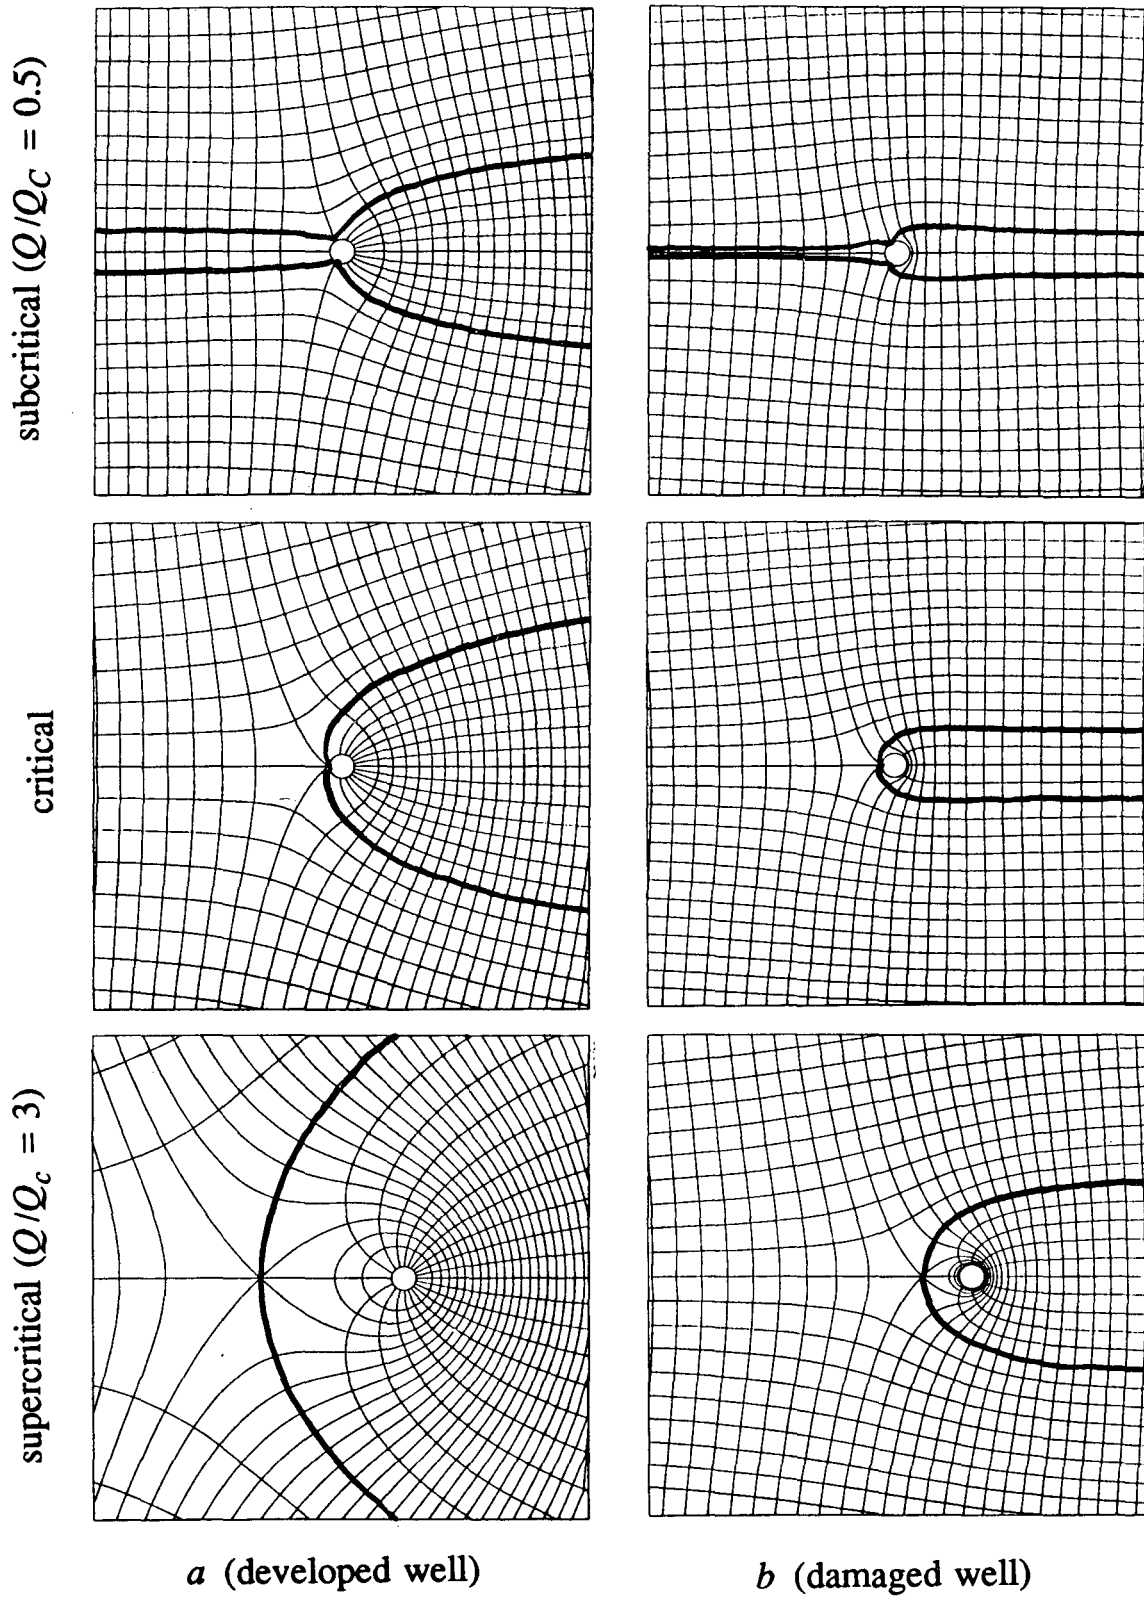 subcritical (Q/Q_C = 0.5)
critical
supercritical (Q/Q_c = 3)
a (developed well)
b (damaged well)